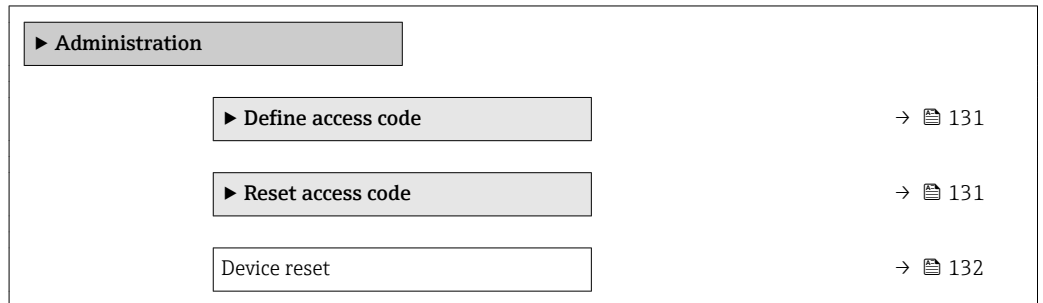 ▶ Administration
▶ Define access code → 🖺 131
▶ Reset access code → 🖺 131
Device reset → 🖺 132